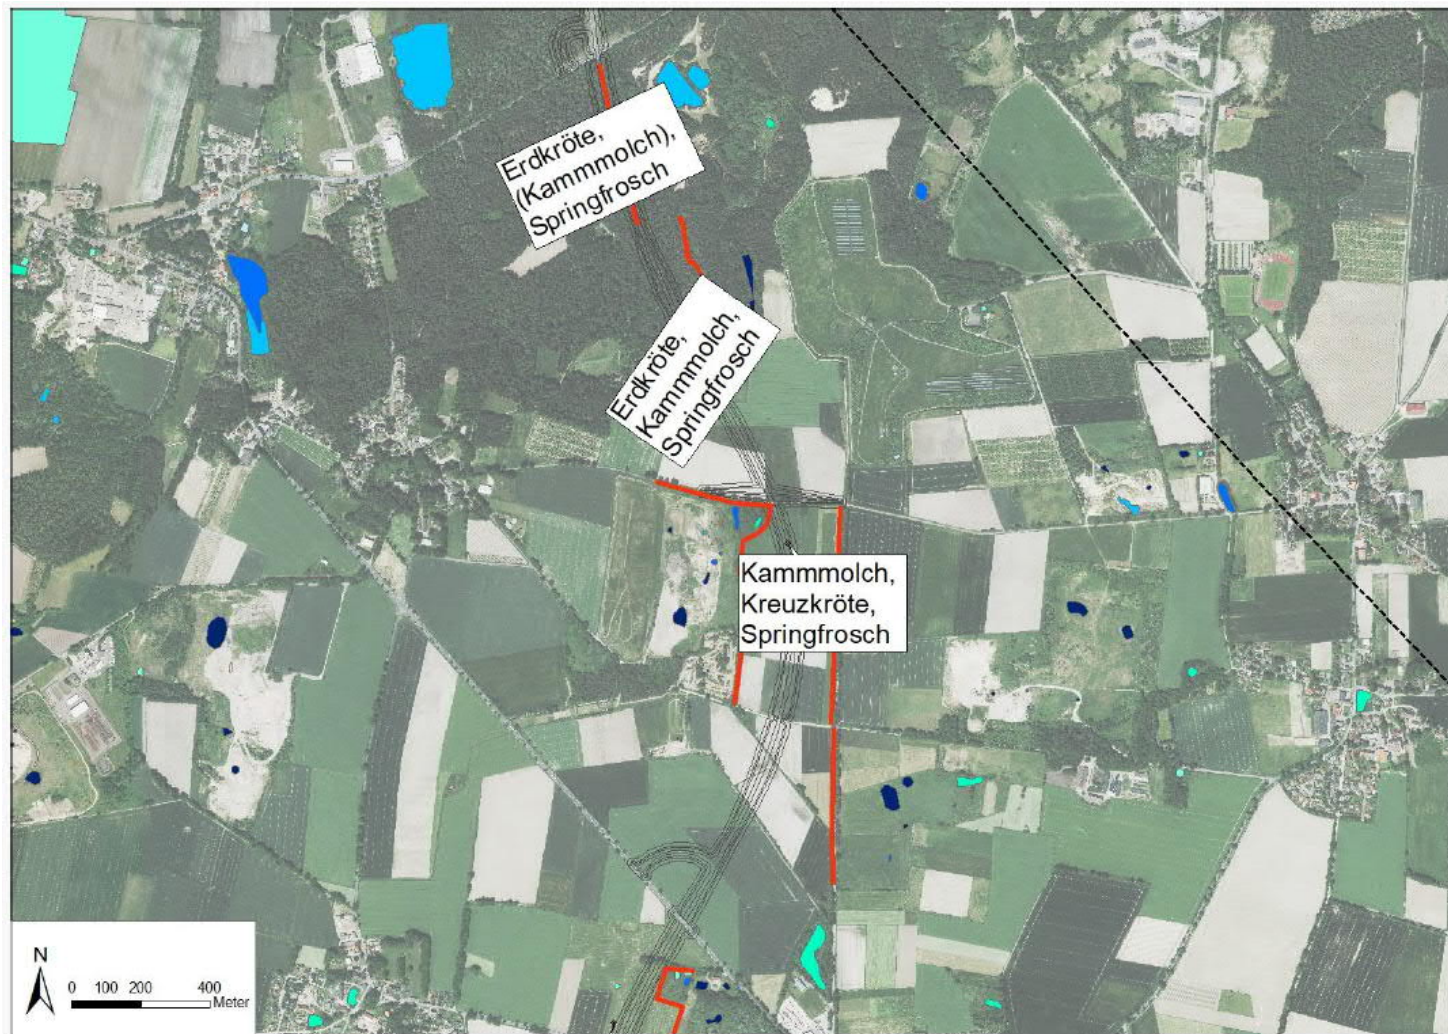 Erdkröte,
(Kammmolch),
Springfrosch
Erdkröte,
Kammmolch,
Springfrosch
Kammmolch,
Kreuzkröte,
Springfrosch
N
0 100 200 400
Meter